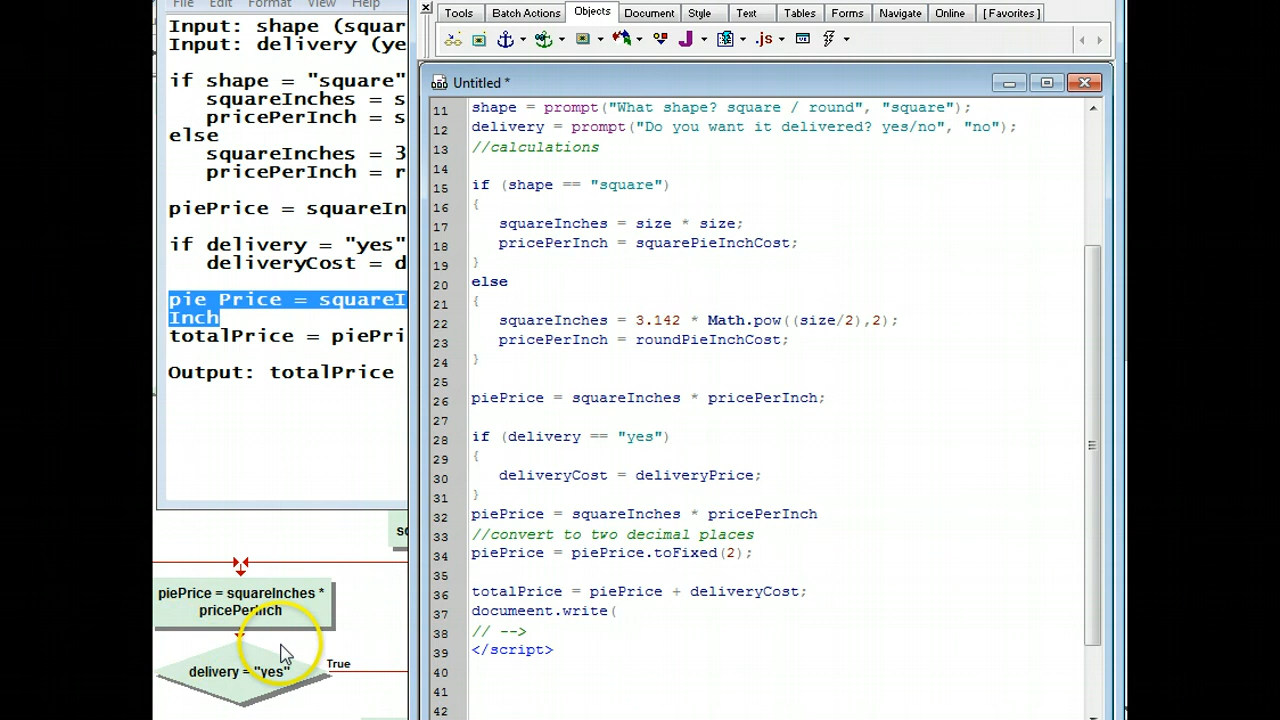 File Edit Format View Help
Input: shape (squar
Input: delivery (ye
if shape = "square"
squareInches = s
pricePerInch = s
else
squareInches = 3
pricePerInch = r
piePrice = squareIn
if delivery = "yes"
deliveryCost = d
pie Price = squareI
Inch
totalPrice = piePri
Output: totalPrice
piePrice = squareInches *
pricePerInch
delivery = "yes"
True
Tools Batch Actions Objects Document Style Text Tables Forms Navigate Online [Favorites]
.js
Untitled *
11 shape = prompt("What shape? square / round", "square");
12 delivery = prompt("Do you want it delivered? yes/no", "no");
13 //calculations
14
15 if (shape == "square")
16 {
17 squareInches = size * size;
18 pricePerInch = squarePieInchCost;
19 }
20 else
21 {
22 squareInches = 3.142 * Math.pow((size/2),2);
23 pricePerInch = roundPieInchCost;
24 }
25
26 piePrice = squareInches * pricePerInch;
27
28 if (delivery == "yes")
29 {
30 deliveryCost = deliveryPrice;
31 }
32 piePrice = squareInches * pricePerInch
33 //convert to two decimal places
34 piePrice = piePrice.toFixed(2);
35
36 totalPrice = piePrice + deliveryCost;
37 documeent.write(
38 // -->
39 </script>
40
41
42